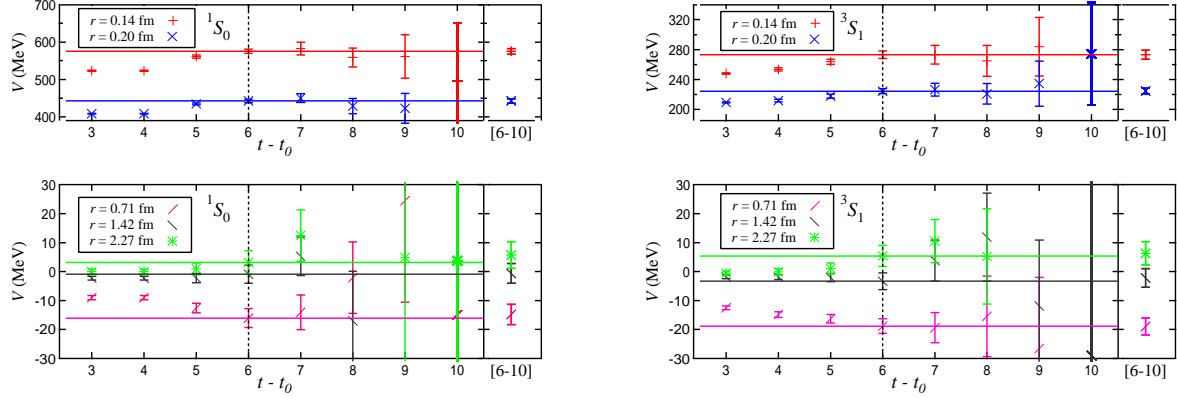 700
600
500
400
V (MeV)
r = 0.14 fm
r = 0.20 fm
¹S₀
3 4 5 6 7 8 9 10 [6-10]
t - t₀
320
280
240
200
V (MeV)
r = 0.14 fm
r = 0.20 fm
³S₁
3 4 5 6 7 8 9 10 [6-10]
t - t₀
30
20
10
0
-10
-20
-30
V (MeV)
r = 0.71 fm
r = 1.42 fm
r = 2.27 fm
¹S₀
3 4 5 6 7 8 9 10 [6-10]
t - t₀
30
20
10
0
-10
-20
-30
V (MeV)
r = 0.71 fm
r = 1.42 fm
r = 2.27 fm
³S₁
3 4 5 6 7 8 9 10 [6-10]
t - t₀